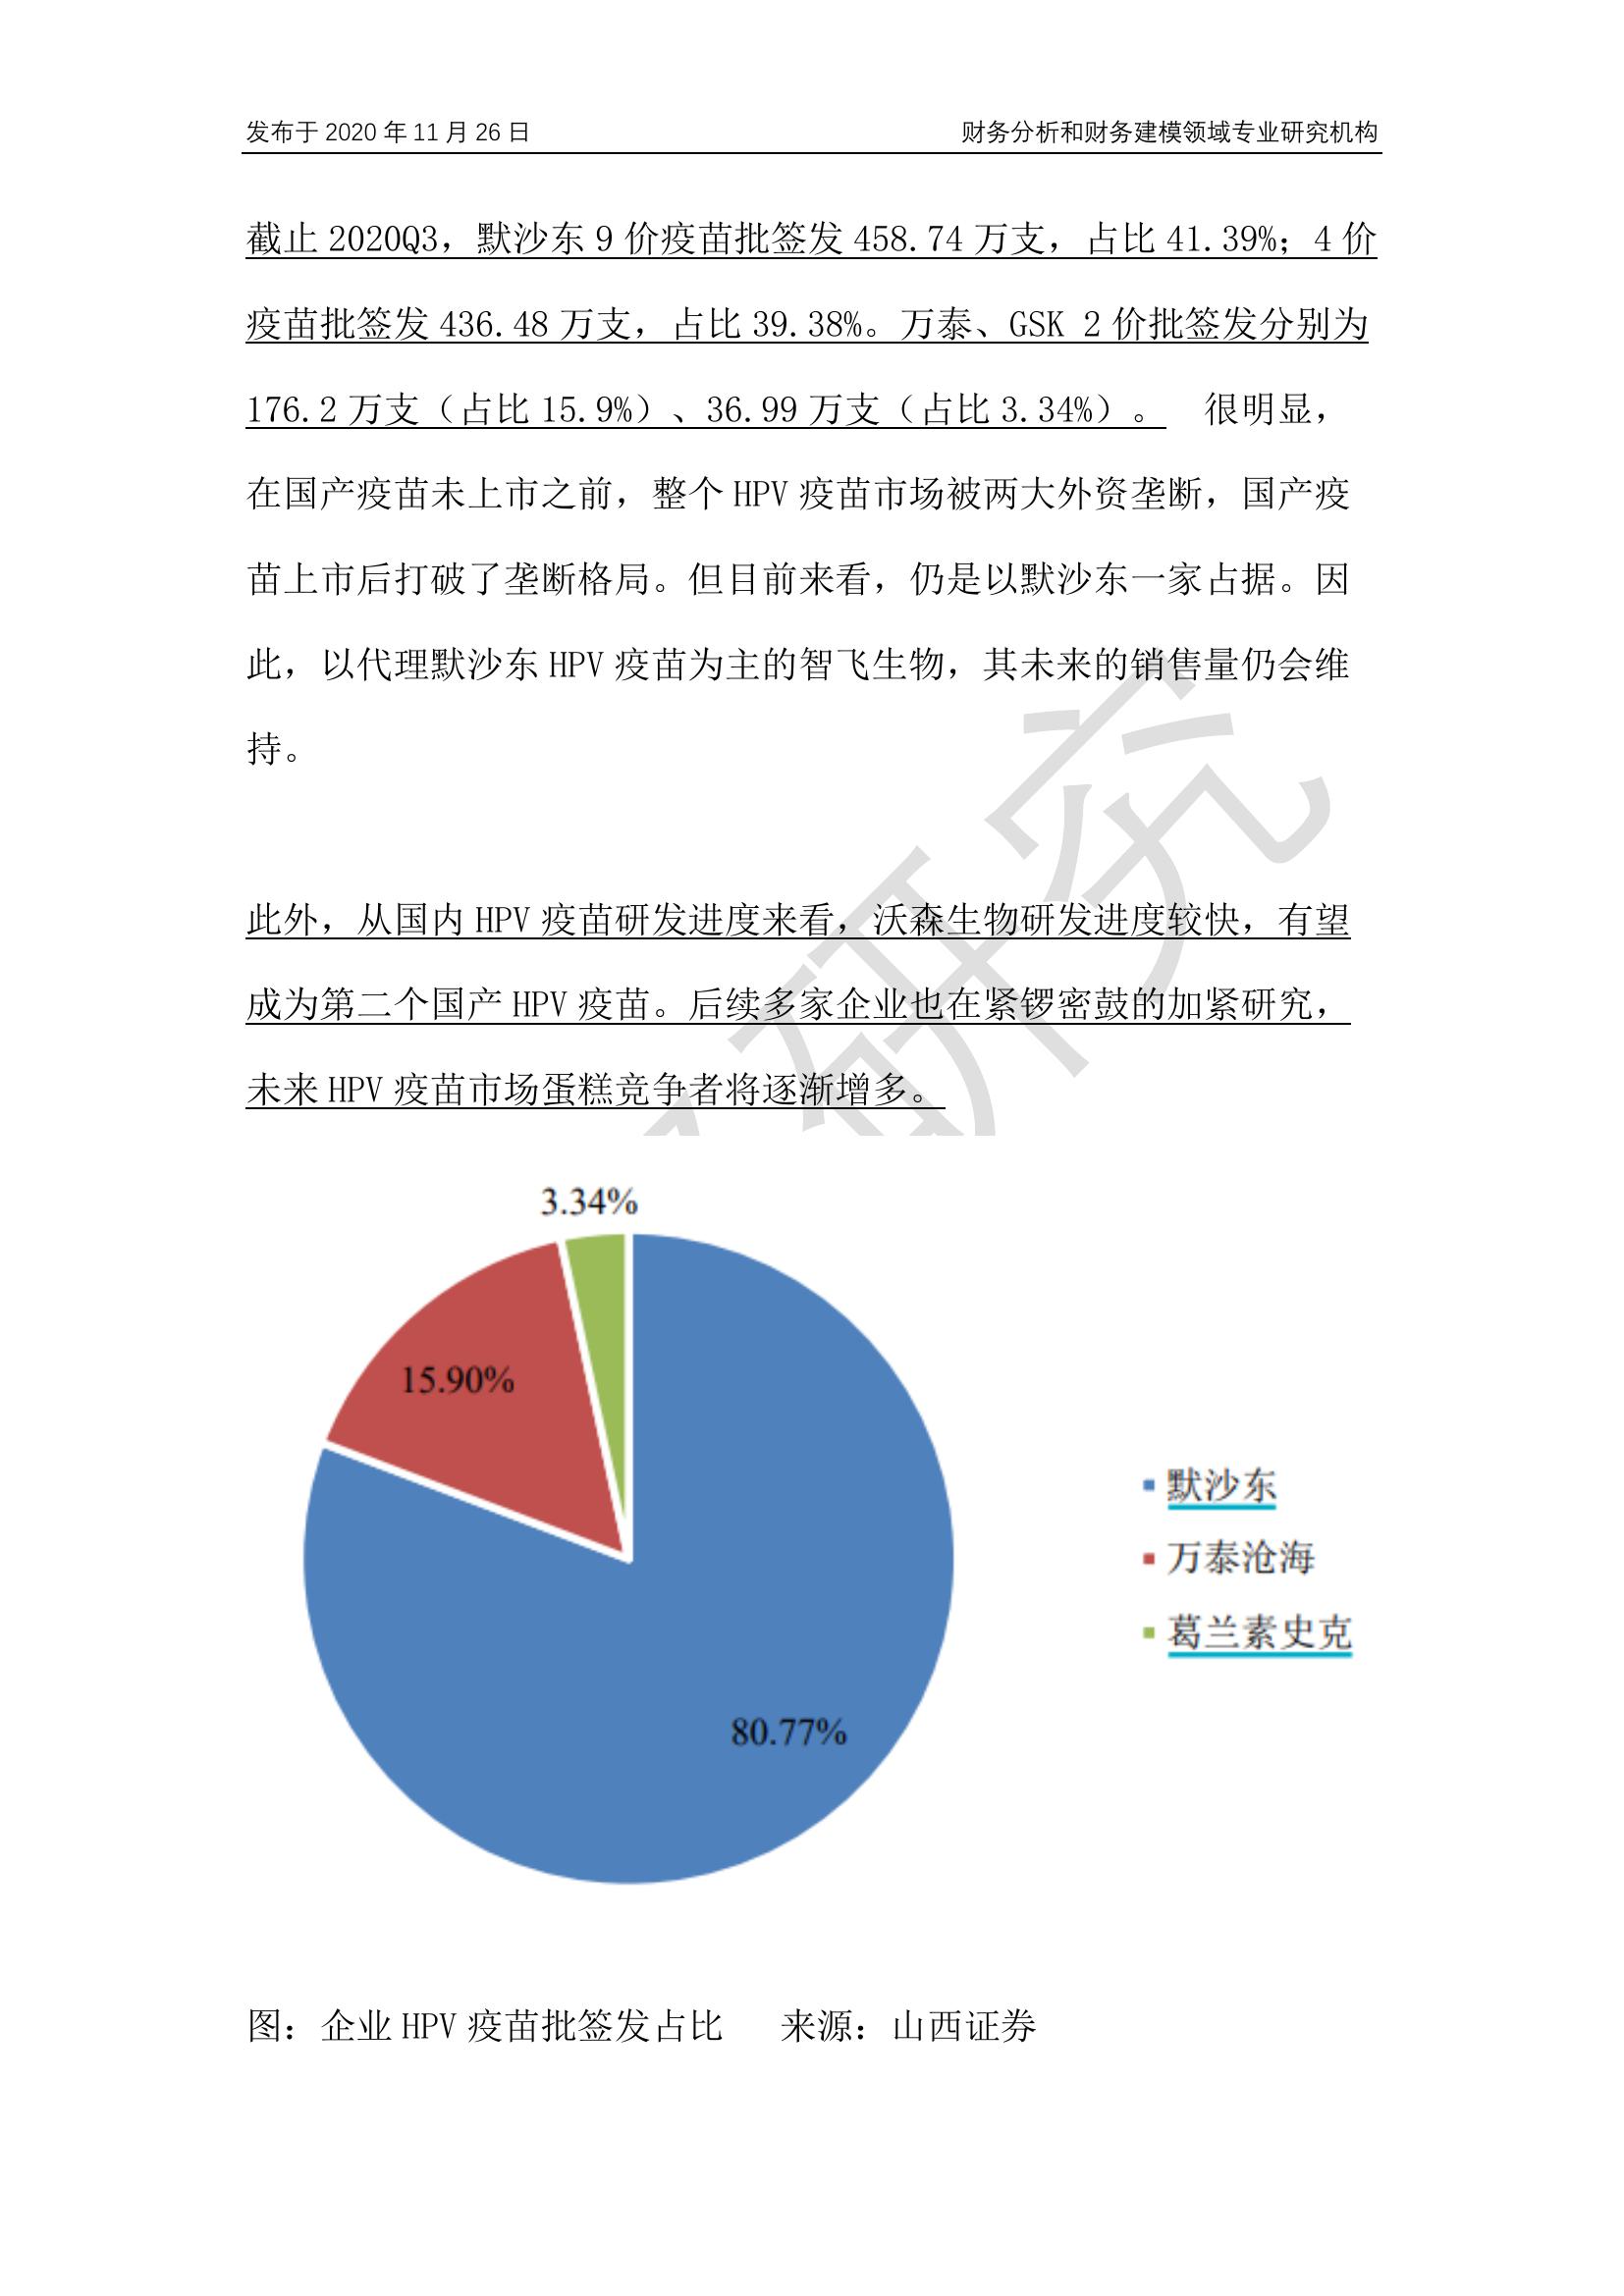 发布于 2020 年 11 月 26 日 财务分析和财务建模领域专业研究机构
截止 2020Q3，默沙东 9 价疫苗批签发 458.74 万支，占比 41.39%；4 价
疫苗批签发 436.48 万支，占比 39.38%。万泰、GSK 2 价批签发分别为
176.2 万支（占比 15.9%）、36.99 万支（占比 3.34%）。 很明显，
在国产疫苗未上市之前，整个 HPV 疫苗市场被两大外资垄断，国产疫
苗上市后打破了垄断格局。但目前来看，仍是以默沙东一家占据。因
此，以代理默沙东 HPV 疫苗为主的智飞生物，其未来的销售量仍会维
持。
此外，从国内 HPV 疫苗研发进度来看，沃森生物研发进度较快，有望
成为第二个国产 HPV 疫苗。后续多家企业也在紧锣密鼓的加紧研究，
未来 HPV 疫苗市场蛋糕竞争者将逐渐增多。
研究
3.34%
15.90%
80.77%
默沙东
万泰沧海
葛兰素史克
图：企业 HPV 疫苗批签发占比 来源：山西证券